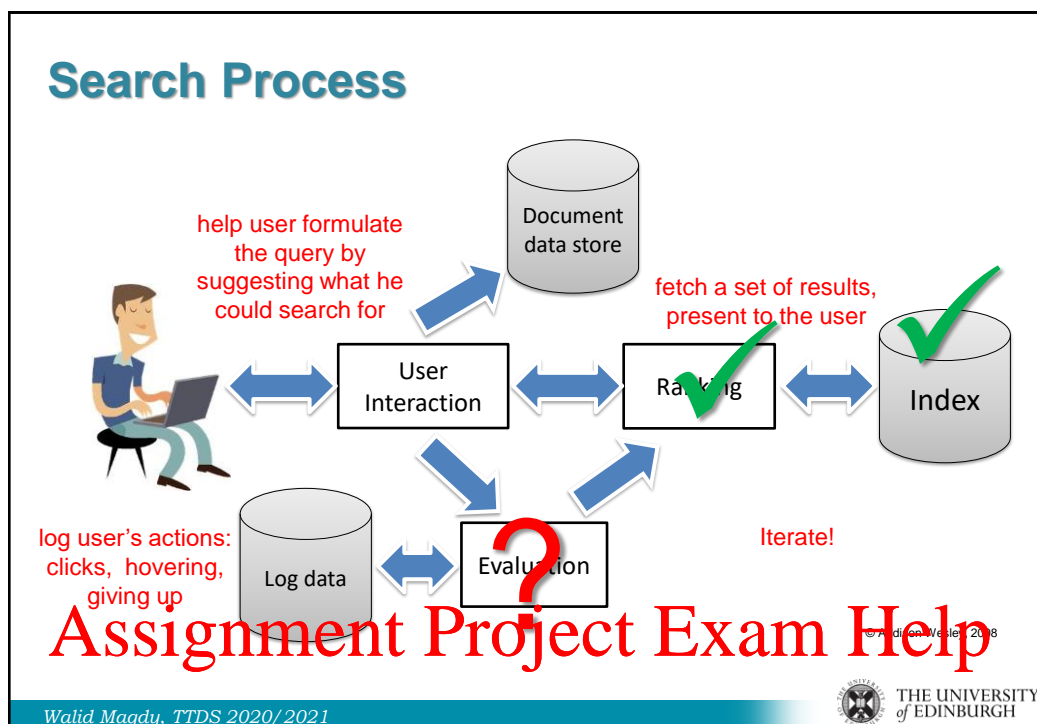 Search Process
Document
data store
help user formulate
the query by
suggesting what he
could search for
fetch a set of results,
present to the user
User
Interaction
Ranking
Index
log user's actions:
clicks, hovering,
giving up
Log data
Evaluation
?
Iterate!
Assignment Project Exam Help
© Addison Wesley, 2008
Walid Magdy, TTDS 2020/2021
THE UNIVERSITY
of EDINBURGH